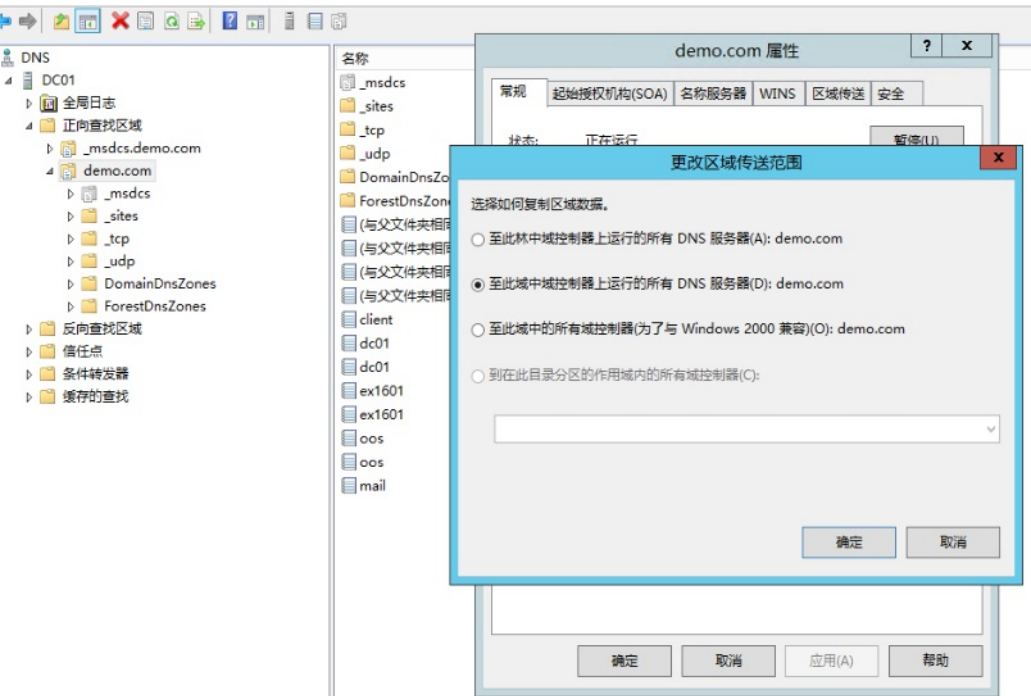 DNS
DC01
全局日志
正向查找区域
_msdcs.demo.com
demo.com
_msdcs
_sites
_tcp
_udp
DomainDnsZones
ForestDnsZones
反向查找区域
信任点
条件转发器
缓存的查找
名称
_msdcs
_sites
_tcp
_udp
DomainDnsZo
ForestDnsZone
(与父文件夹相同
(与父文件夹相同
(与父文件夹相同
(与父文件夹相同
client
dc01
dc01
ex1601
ex1601
oos
oos
mail
demo.com 属性
? x
常规 起始授权机构(SOA) 名称服务器 WINS 区域传送 安全
状态: 正在运行 暂停(U)
更改区域传送范围
x
选择如何复制区域数据。
至此林中域控制器上运行的所有 DNS 服务器(A): demo.com
至此域中域控制器上运行的所有 DNS 服务器(D): demo.com
至此域中的所有域控制器(为了与 Windows 2000 兼容)(O): demo.com
到在此目录分区的作用域内的所有域控制器(C):
确定 取消
确定 取消 应用(A) 帮助